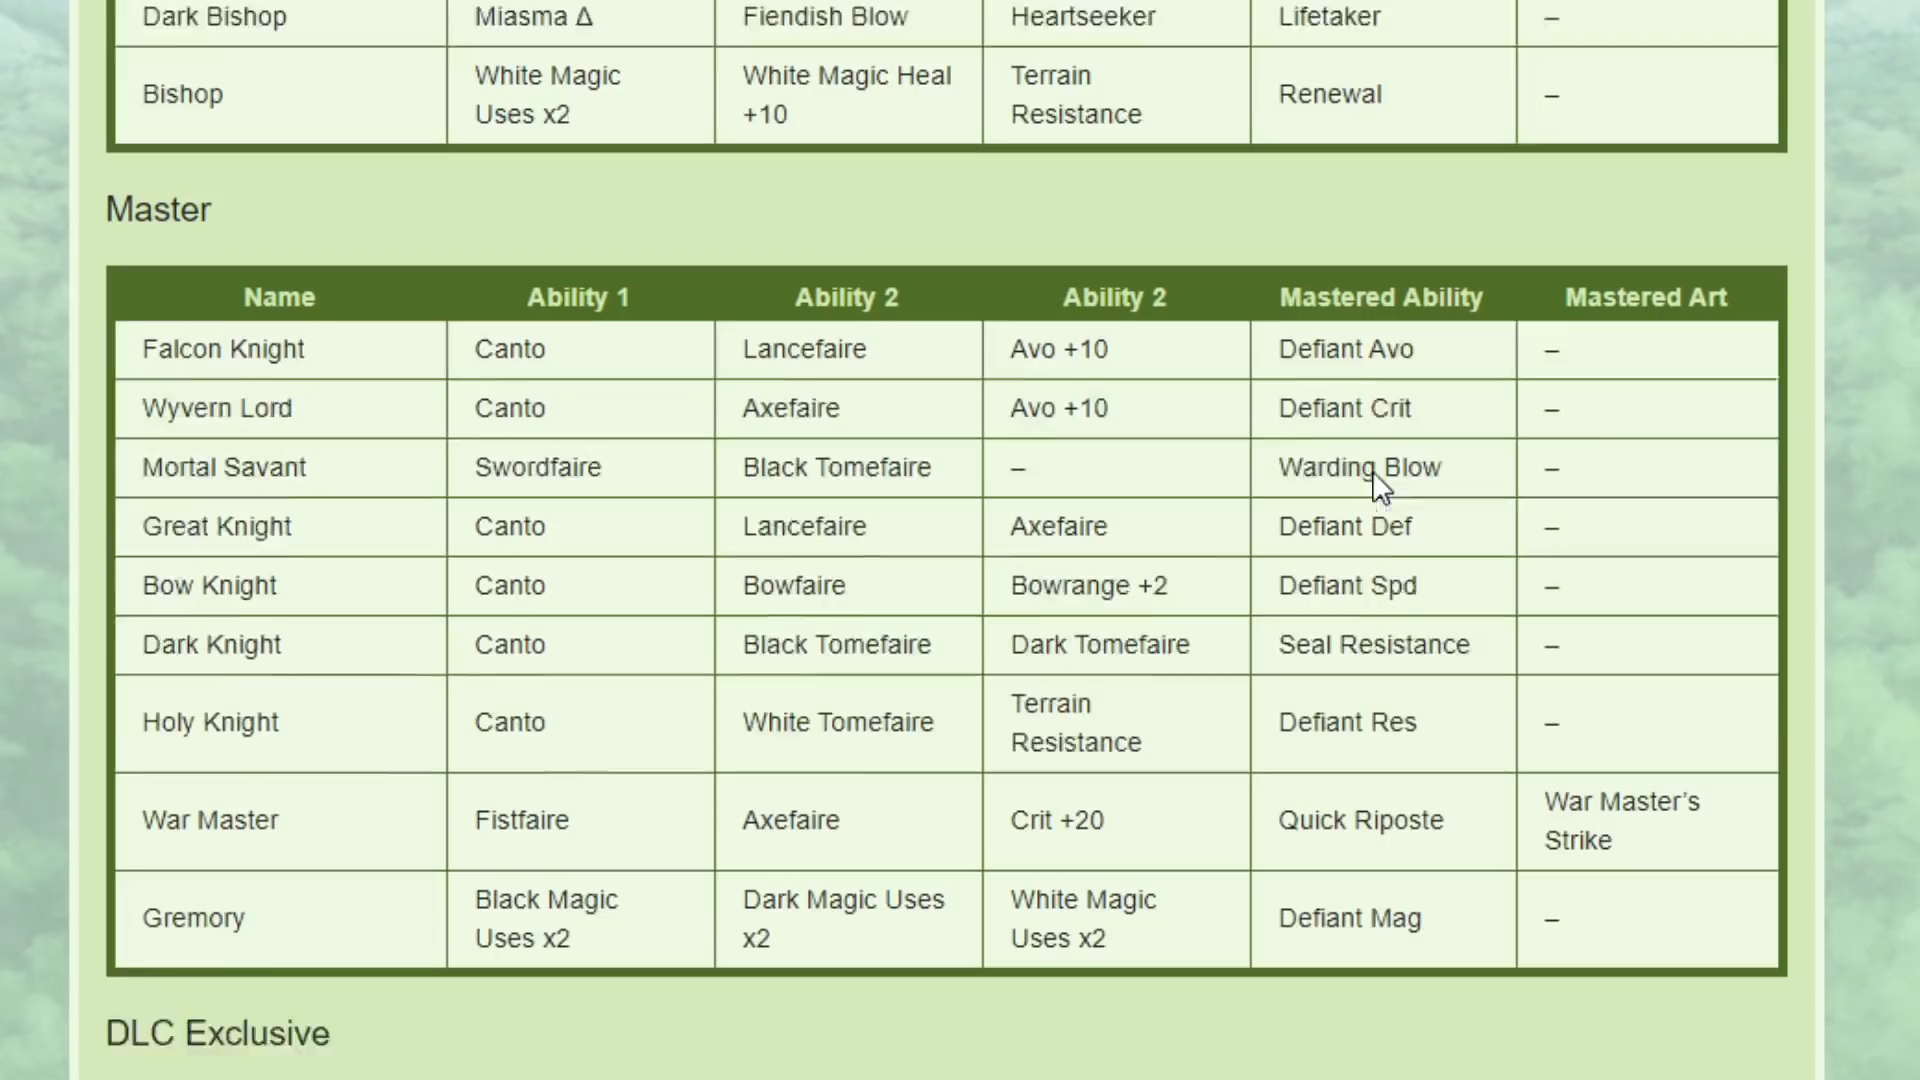 Dark Bishop Miasma Δ Fiendish Blow Heartseeker Lifetaker –
Bishop White Magic Uses x2 White Magic Heal +10 Terrain Resistance Renewal –
Master
Name Ability 1 Ability 2 Ability 2 Mastered Ability Mastered Art
Falcon Knight Canto Lancefaire Avo +10 Defiant Avo –
Wyvern Lord Canto Axefaire Avo +10 Defiant Crit –
Mortal Savant Swordfaire Black Tomefaire – Warding Blow –
Great Knight Canto Lancefaire Axefaire Defiant Def –
Bow Knight Canto Bowfaire Bowrange +2 Defiant Spd –
Dark Knight Canto Black Tomefaire Dark Tomefaire Seal Resistance –
Holy Knight Canto White Tomefaire Terrain Resistance Defiant Res –
War Master Fistfaire Axefaire Crit +20 Quick Riposte War Master’s Strike
Gremory Black Magic Uses x2 Dark Magic Uses x2 White Magic Uses x2 Defiant Mag –
DLC Exclusive